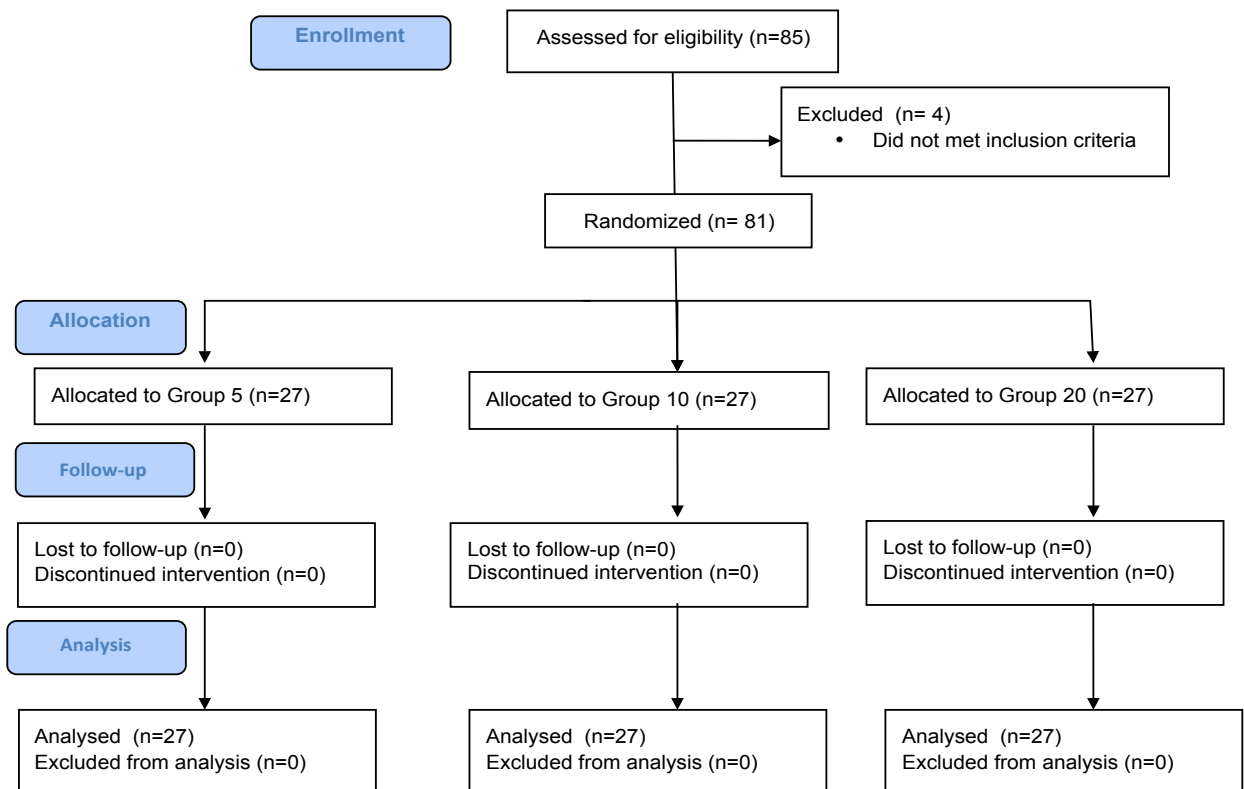 Enrollment
Assessed for eligibility (n=85)
Excluded (n= 4)
• Did not met inclusion criteria
Randomized (n= 81)
Allocation
Allocated to Group 5 (n=27)
Allocated to Group 10 (n=27)
Allocated to Group 20 (n=27)
Follow-up
Lost to follow-up (n=0)
Discontinued intervention (n=0)
Lost to follow-up (n=0)
Discontinued intervention (n=0)
Lost to follow-up (n=0)
Discontinued intervention (n=0)
Analysis
Analysed (n=27)
Excluded from analysis (n=0)
Analysed (n=27)
Excluded from analysis (n=0)
Analysed (n=27)
Excluded from analysis (n=0)